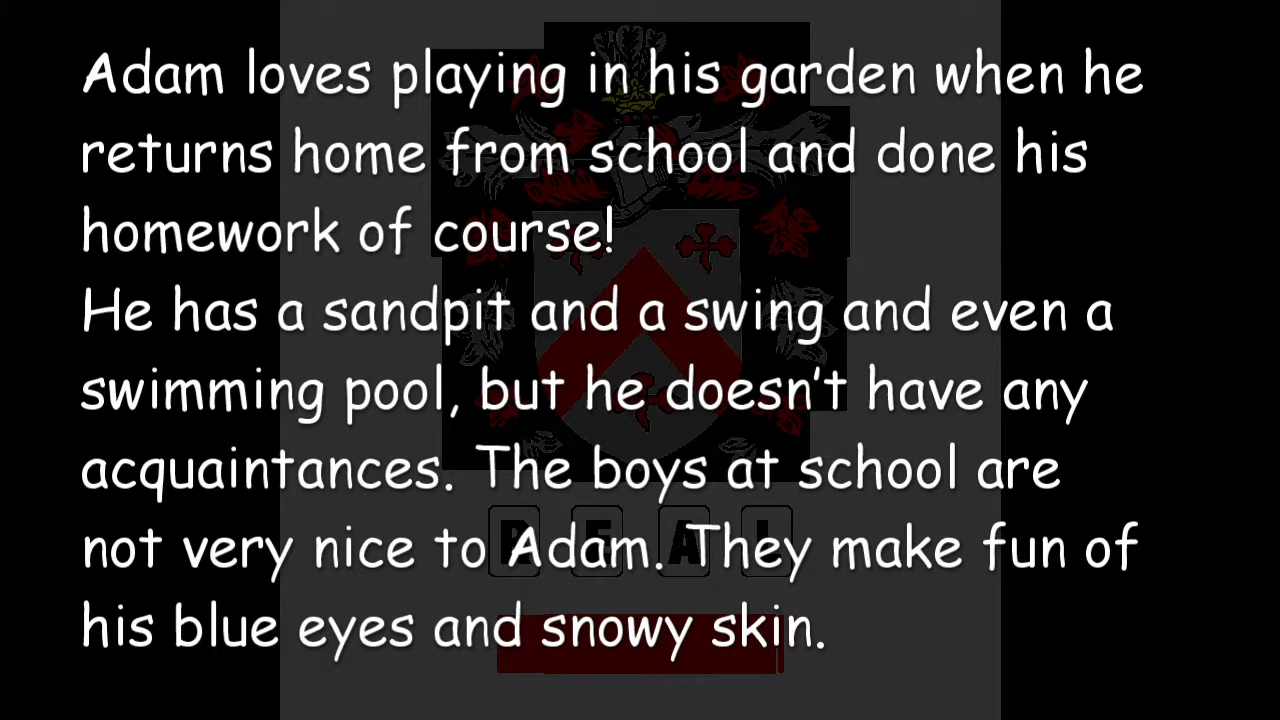 Adam loves playing in his garden when he
returns home from school and done his
homework of course!
He has a sandpit and a swing and even a
swimming pool, but he doesn't have any
acquaintances. The boys at school are
not very nice to Adam. They make fun of
his blue eyes and snowy skin.